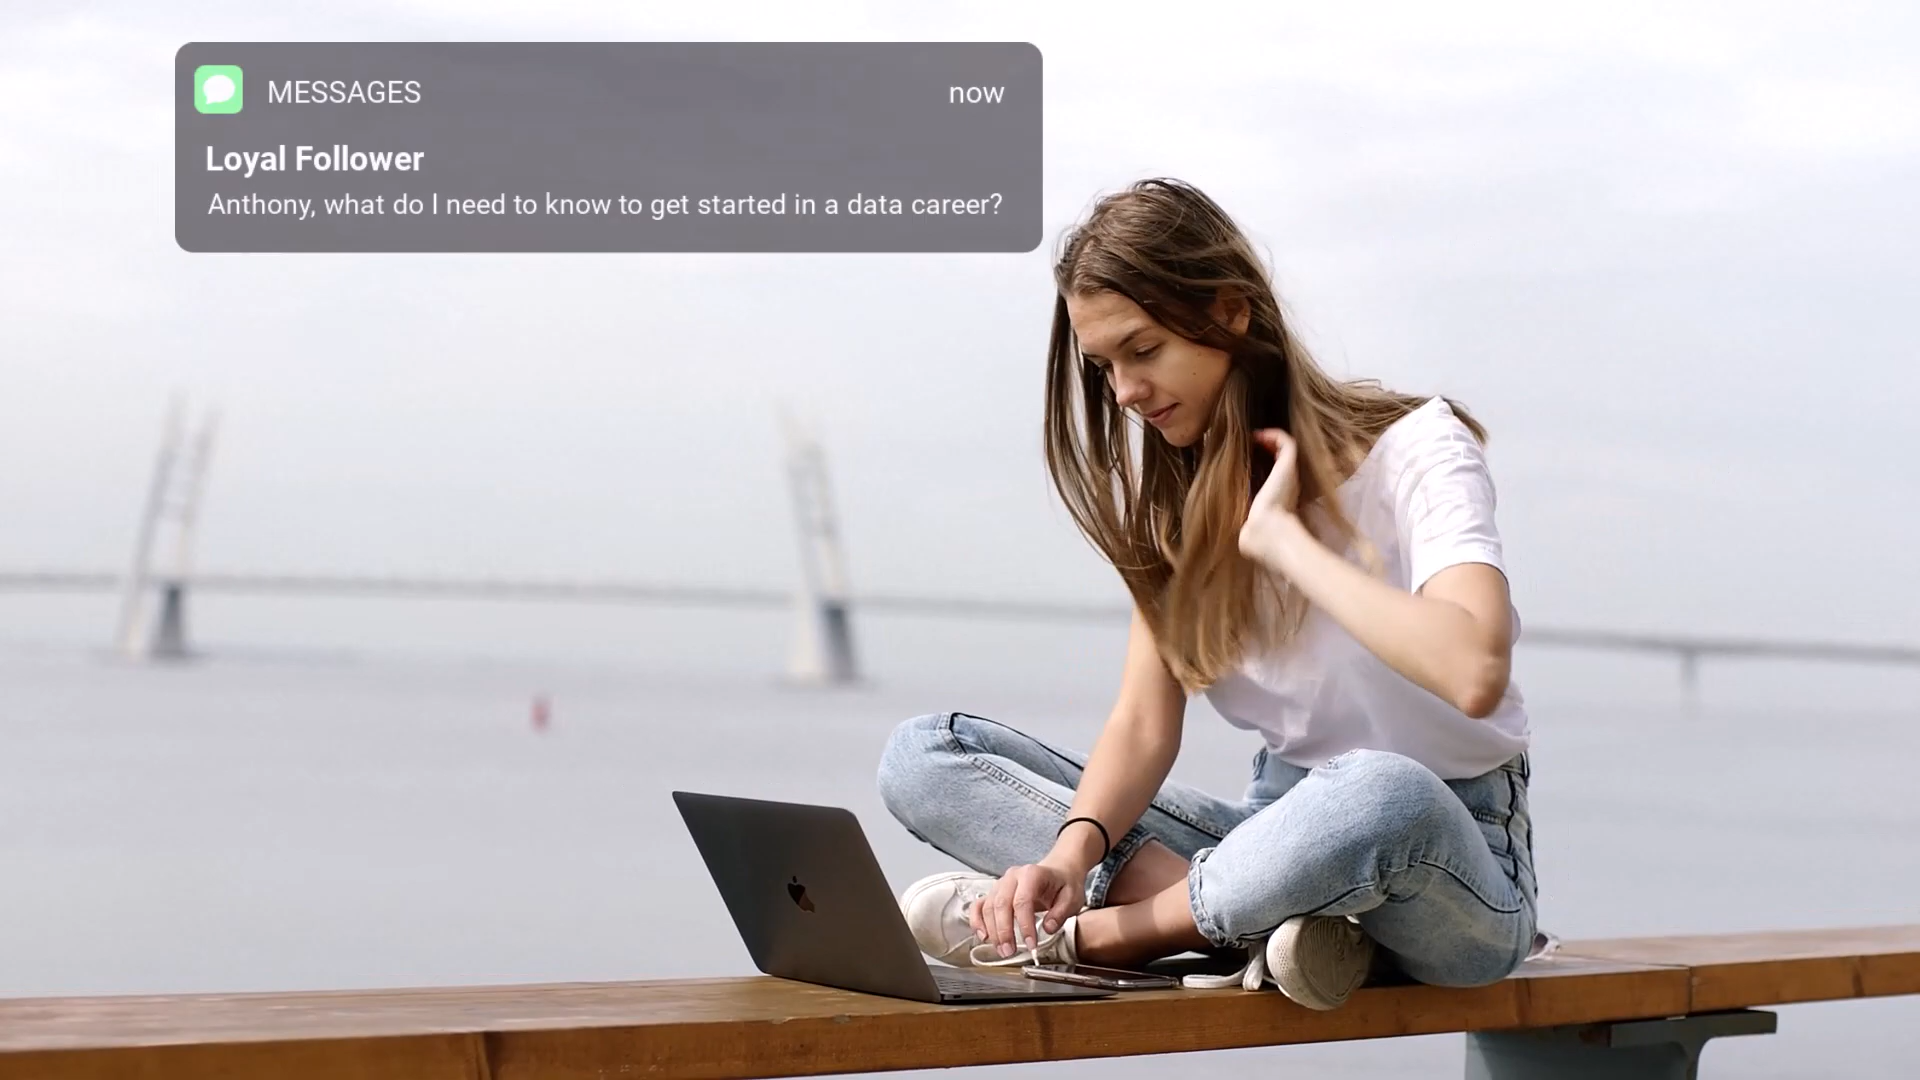 MESSAGES
now
Loyal Follower
Anthony, what do I need to know to get started in a data career?